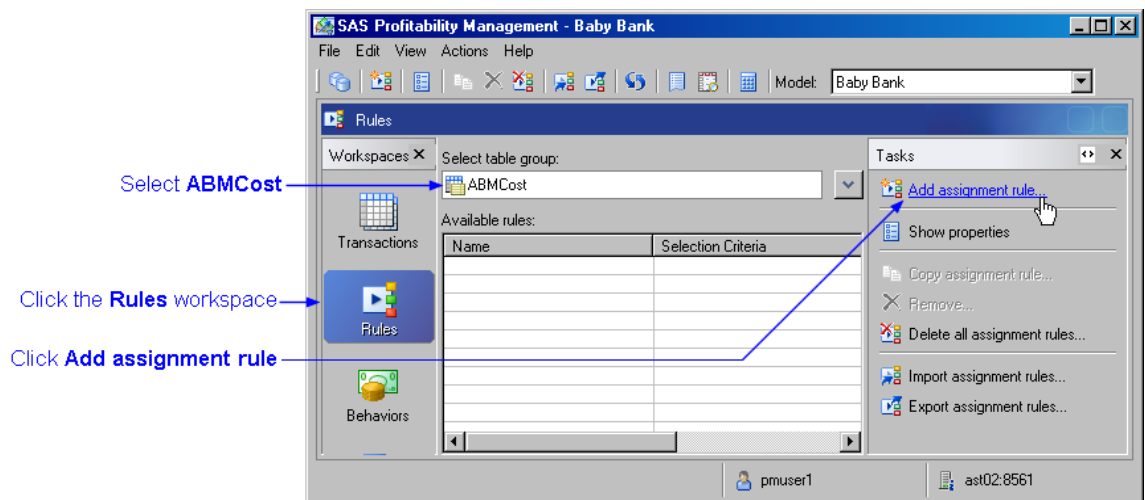 SAS Profitability Management - Baby Bank
File Edit View Actions Help
Model: Baby Bank
Rules
Workspaces
Select table group:
Tasks
Select ABMCost
ABMCost
Add assignment rule...
Available rules:
Transactions
Name Selection Criteria
Show properties
Copy assignment rule...
Click the Rules workspace
Remove...
Rules
Delete all assignment rules...
Click Add assignment rule
Import assignment rules...
Behaviors
Export assignment rules...
pmuser1
ast02:8561